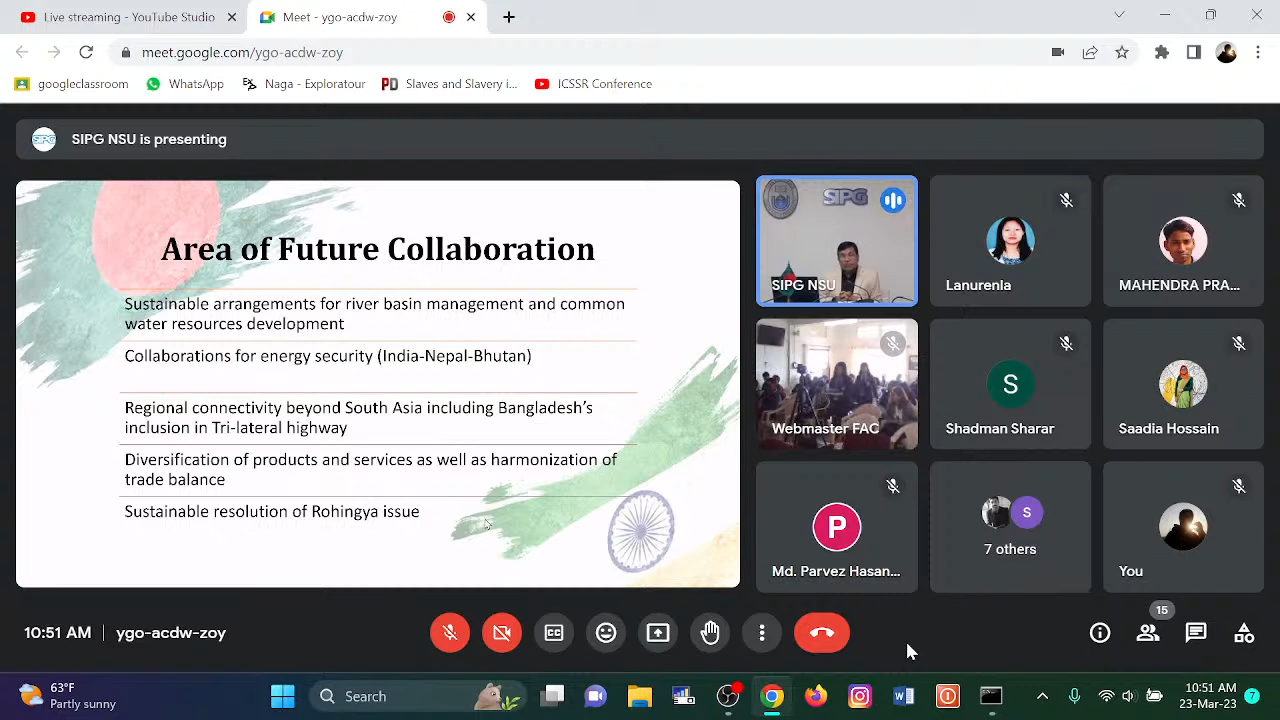 Live streaming - YouTube Studio
Meet - ygo-acdw-zoy
meet.google.com/ygo-acdw-zoy
googleclassroom
WhatsApp
Naga - Exploratour
PD Slaves and Slavery i...
ICSSR Conference
SIPG NSU is presenting
Area of Future Collaboration
Sustainable arrangements for river basin management and common
water resources development
Collaborations for energy security (India-Nepal-Bhutan)
Regional connectivity beyond South Asia including Bangladesh's
inclusion in Tri-lateral highway
Diversification of products and services as well as harmonization of
trade balance
Sustainable resolution of Rohingya issue
SIPG
SIPG NSU
Lanurenla
MAHENDRA PRA...
Webmaster FAC
S
Shadman Sharar
Saadia Hossain
P
Md. Parvez Hasan...
S
7 others
You
10:51 AM
ygo-acdw-zoy
CC
15
63°F
Partly sunny
Search
10:51 AM
23-Mar-23
7